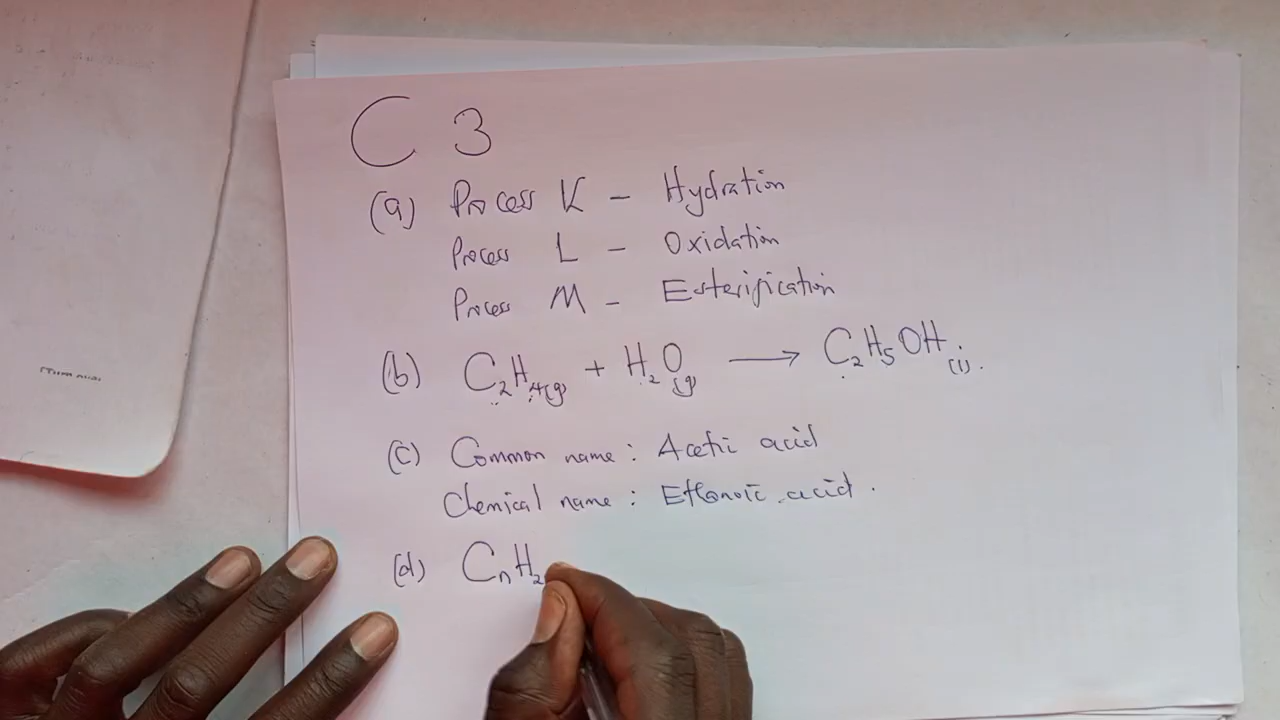 C 3
(a) Process K - Hydration
Process L - Oxidation
Process M - Esterification
(b) C₂H₄(g) + H₂O(g) ⟶ C₂H₅OH(l).
(c) Common name : Acetic acid
Chemical name : Ethanoic acid.
(d) CₙH₂